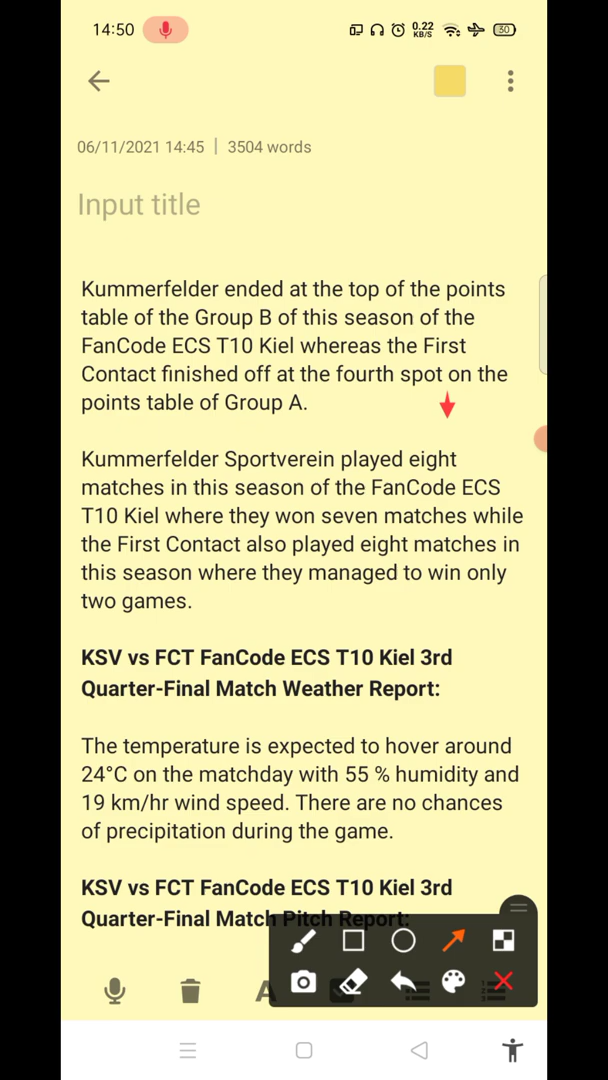 14:50
0.22
KB/S
30
06/11/2021 14:45 | 3504 words
Input title
Kummerfelder ended at the top of the points
table of the Group B of this season of the
FanCode ECS T10 Kiel whereas the First
Contact finished off at the fourth spot on the
points table of Group A.
Kummerfelder Sportverein played eight
matches in this season of the FanCode ECS
T10 Kiel where they won seven matches while
the First Contact also played eight matches in
this season where they managed to win only
two games.
KSV vs FCT FanCode ECS T10 Kiel 3rd
Quarter-Final Match Weather Report:
The temperature is expected to hover around
24°C on the matchday with 55 % humidity and
19 km/hr wind speed. There are no chances
of precipitation during the game.
KSV vs FCT FanCode ECS T10 Kiel 3rd
Quarter-Final Match Pitch Report:
A